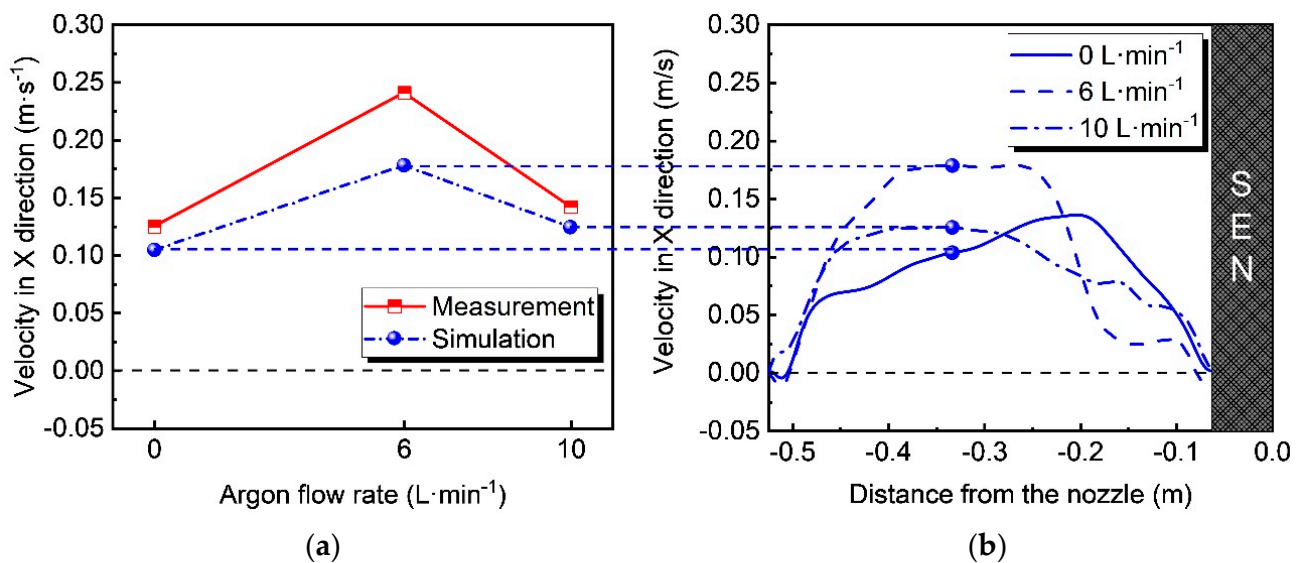 Velocity in X direction (m·s⁻¹)
0.30
0.25
0.20
0.15
0.10
0.05
0.00
-0.05
Measurement
Simulation
0
6
10
Argon flow rate (L·min⁻¹)
(a)
Velocity in X direction (m/s)
0.30
0.25
0.20
0.15
0.10
0.05
0.00
-0.05
0 L·min⁻¹
6 L·min⁻¹
10 L·min⁻¹
S
E
N
-0.5
-0.4
-0.3
-0.2
-0.1
0.0
Distance from the nozzle (m)
(b)